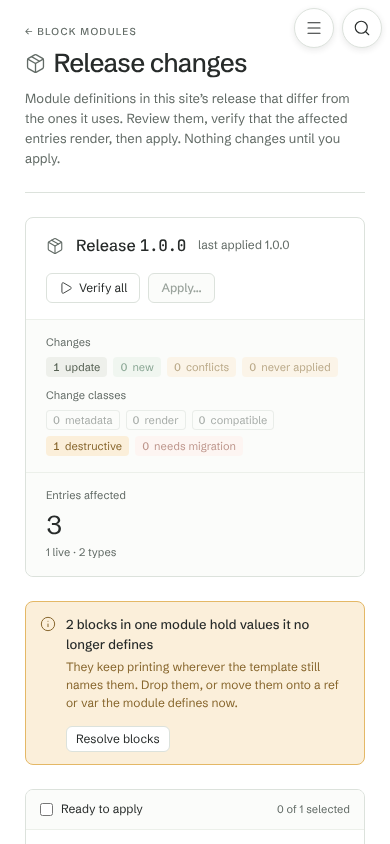 ← BLOCK MODULES
Release changes
Module definitions in this site's release that differ from
the ones it uses. Review them, verify that the affected
entries render, then apply. Nothing changes until you
apply.
Release 1.0.0 last applied 1.0.0
Verify all Apply…
Changes
1 update 0 new 0 conflicts 0 never applied
Change classes
0 metadata 0 render 0 compatible
1 destructive 0 needs migration
Entries affected
3
1 live · 2 types
2 blocks in one module hold values it no
longer defines
They keep printing wherever the template still
names them. Drop them, or move them onto a ref
or var the module defines now.
Resolve blocks
Ready to apply 0 of 1 selected